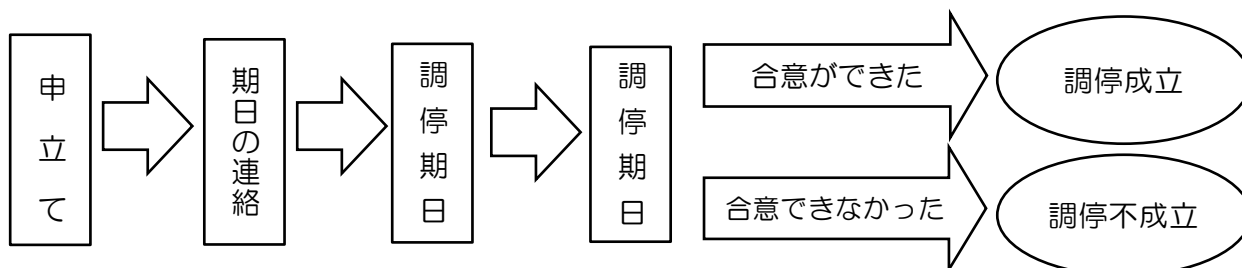 申立て
期日の連絡
調停期日
調停期日
合意ができた
調停成立
合意できなかった
調停不成立